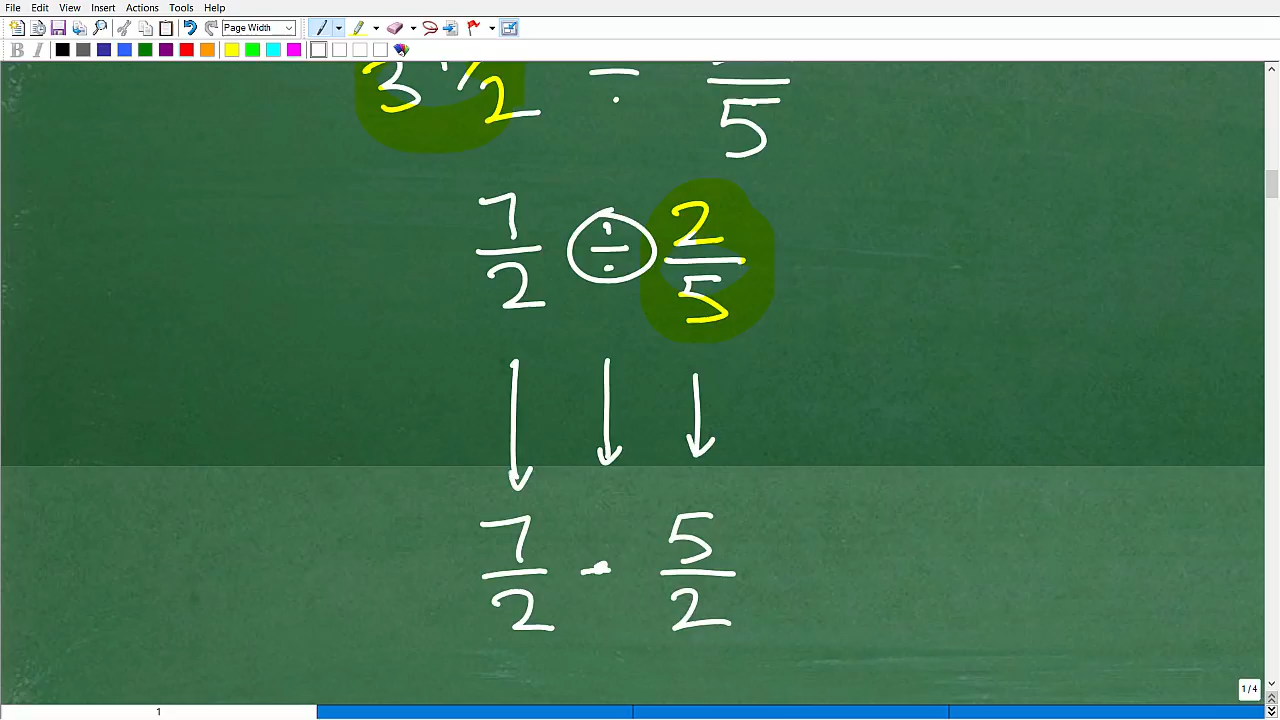 File Edit View Insert Actions Tools Help
Page Width
B I
3 1/2 ÷ /5
7/2 ÷ 2/5
7/2 · 5/2
1/4
1